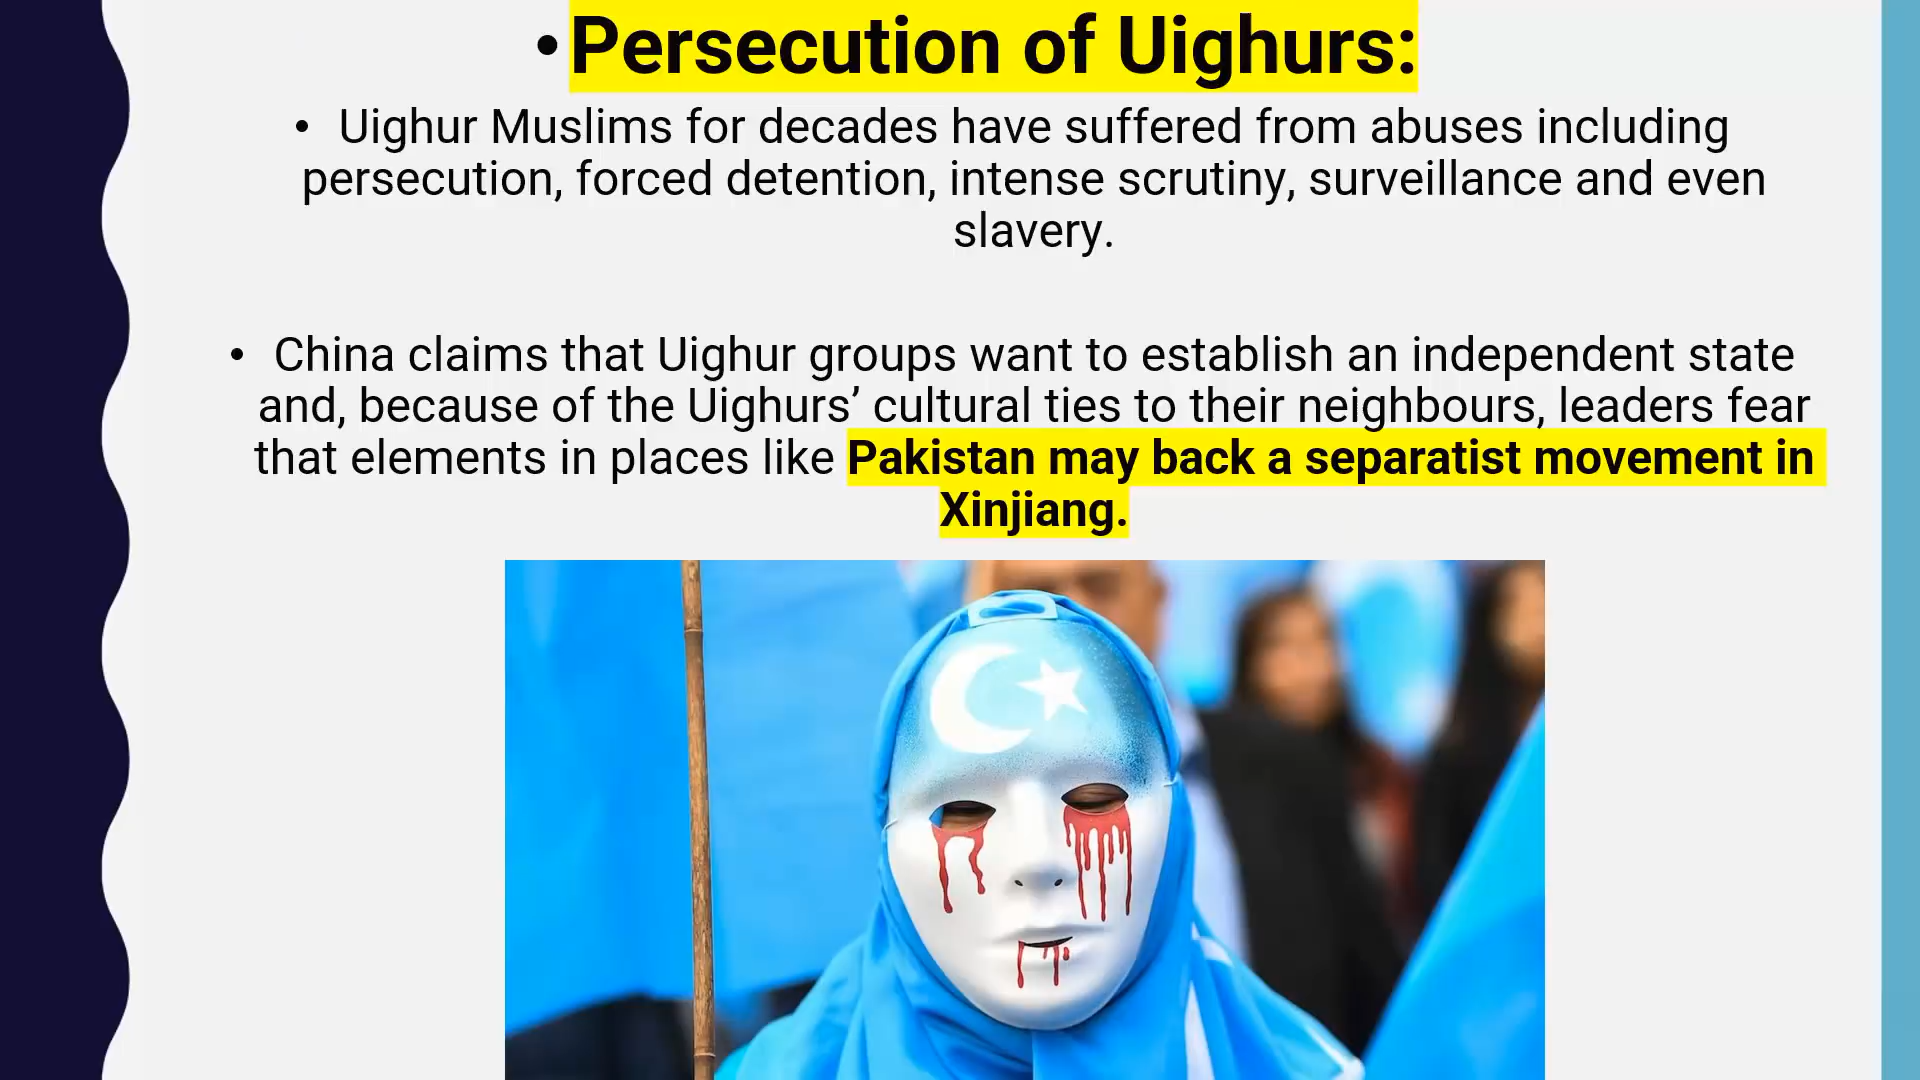 • Persecution of Uighurs:
• Uighur Muslims for decades have suffered from abuses including
persecution, forced detention, intense scrutiny, surveillance and even
slavery.
• China claims that Uighur groups want to establish an independent state
and, because of the Uighurs’ cultural ties to their neighbours, leaders fear
that elements in places like Pakistan may back a separatist movement in
Xinjiang.